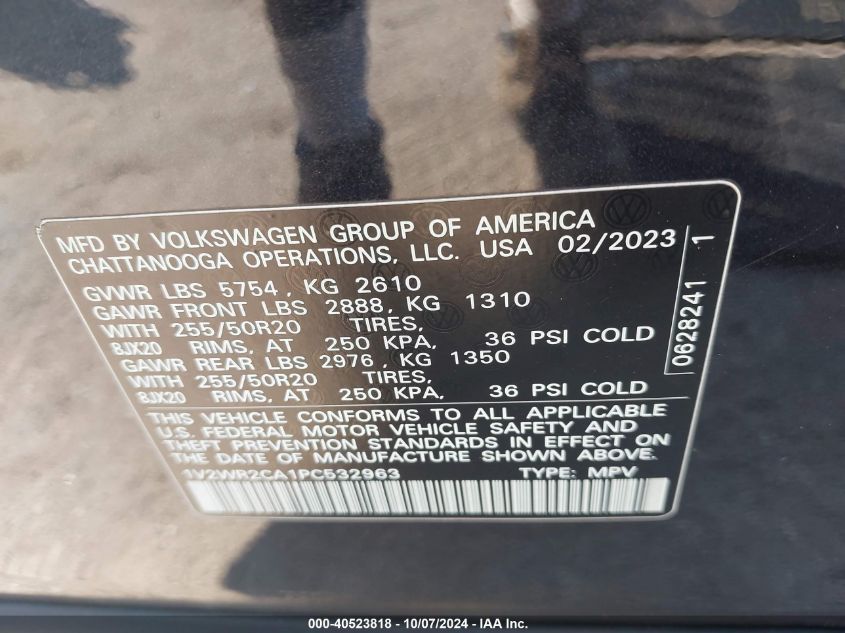 MFD BY VOLKSWAGEN GROUP OF AMERICA
CHATTANOOGA OPERATIONS, LLC. USA 02/2023
GVWR LBS 5754, KG 2610
GAWR FRONT LBS 2888, KG 1310
WITH 255/50R20 TIRES,
8JX20 RIMS, AT 250 KPA, 36 PSI COLD
GAWR REAR LBS 2976, KG 1350
WITH 255/50R20 TIRES,
8JX20 RIMS, AT 250 KPA, 36 PSI COLD
THIS VEHICLE CONFORMS TO ALL APPLICABLE
U.S. FEDERAL MOTOR VEHICLE SAFETY AND
THEFT PREVENTION STANDARDS IN EFFECT ON
THE DATE OF MANUFACTURE SHOWN ABOVE.
1V2WR2CA1PC532963 TYPE: MPV
0628241 1
000-40523818 - 10/07/2024 - IAA Inc.